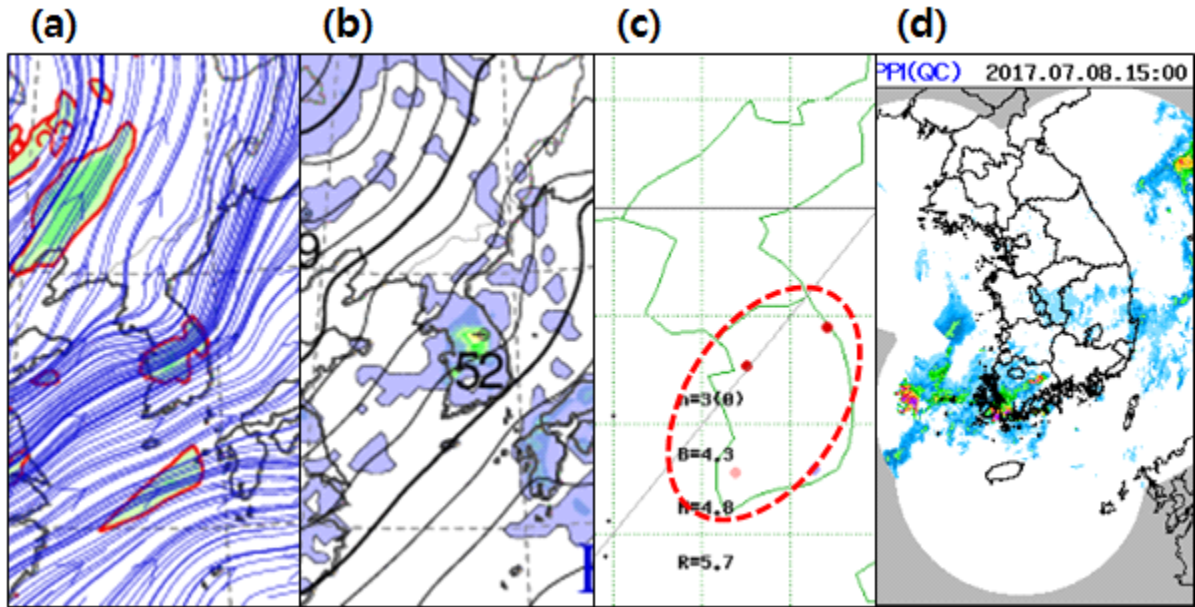 (a)
(b)
(c)
(d)
PPI(QC) 2017.07.08.15:00
9
52
n=3(0)
B=4.3
M=4.8
R=5.7